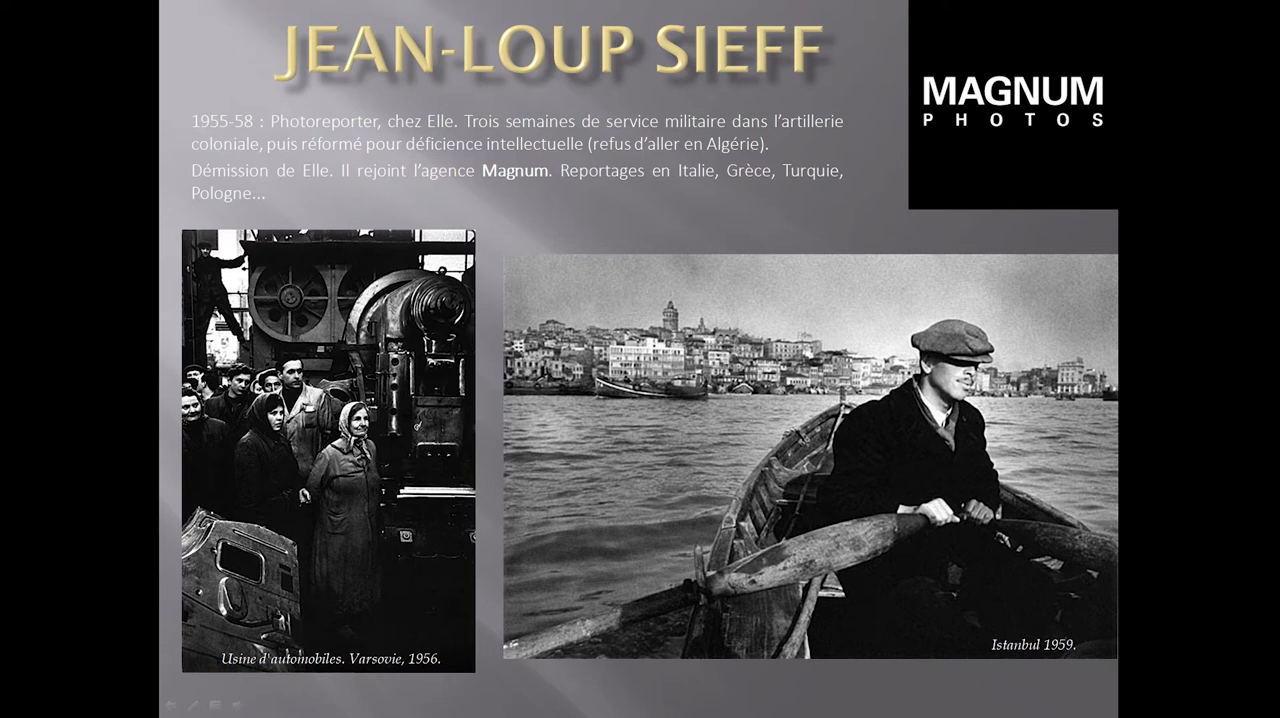 JEAN-LOUP SIEFF
MAGNUM
PHOTOS
1955-58 : Photoreporter, chez Elle. Trois semaines de service militaire dans l’artillerie
coloniale, puis réformé pour déficience intellectuelle (refus d’aller en Algérie).
Démission de Elle. Il rejoint l’agence Magnum. Reportages en Italie, Grèce, Turquie,
Pologne...
Usine d'automobiles. Varsovie, 1956.
Istanbul 1959.